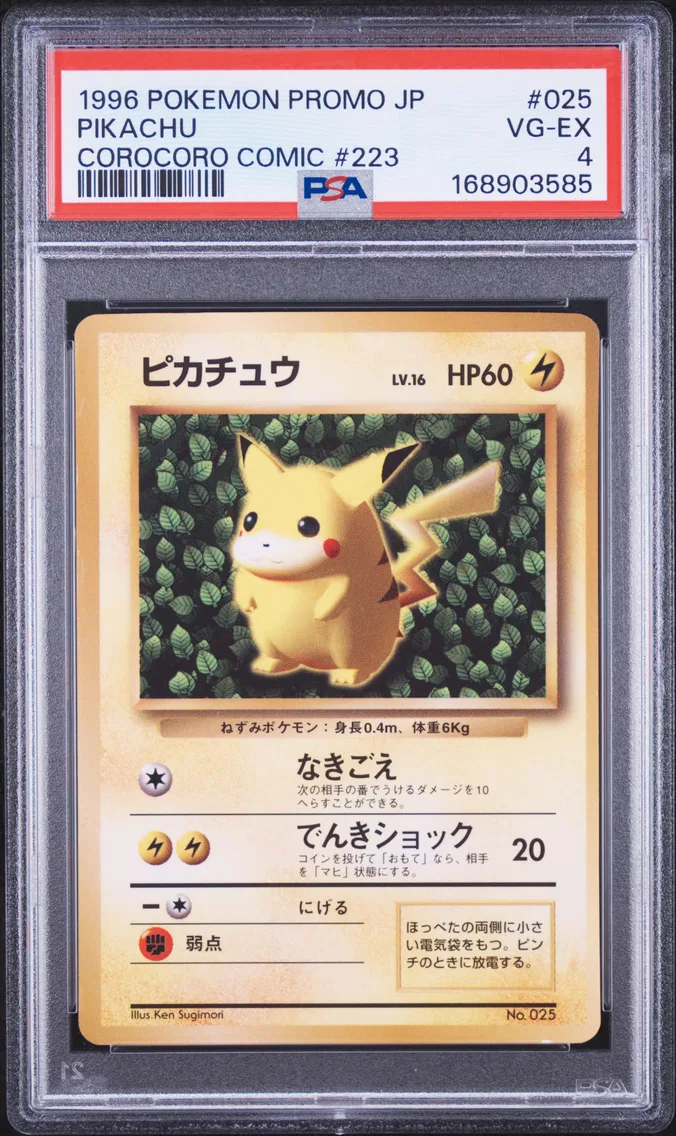 1996 POKEMON PROMO JP #025
PIKACHU VG-EX
COROCORO COMIC #223 4
PSA 168903585
ピカチュウ LV.16 HP60
ねずみポケモン：身長0.4m、体重6Kg
なきごえ
次の相手の番でうけるダメージを10
へらすことができる。
でんきショック 20
コインを投げて「おもて」なら、相手
を「マヒ」状態にする。
にげる
弱点
ほっぺたの両側に小さ
い電気袋をもつ。ピン
チのときに放電する。
Illus. Ken Sugimori No. 025
21 PSA